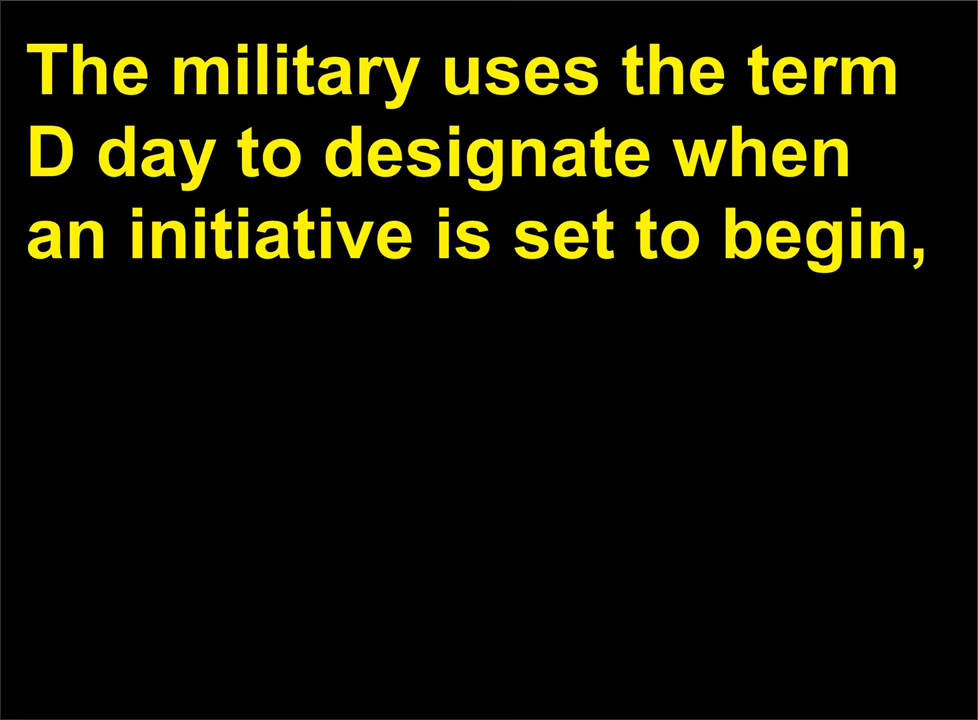 The military uses the term
D day to designate when
an initiative is set to begin,